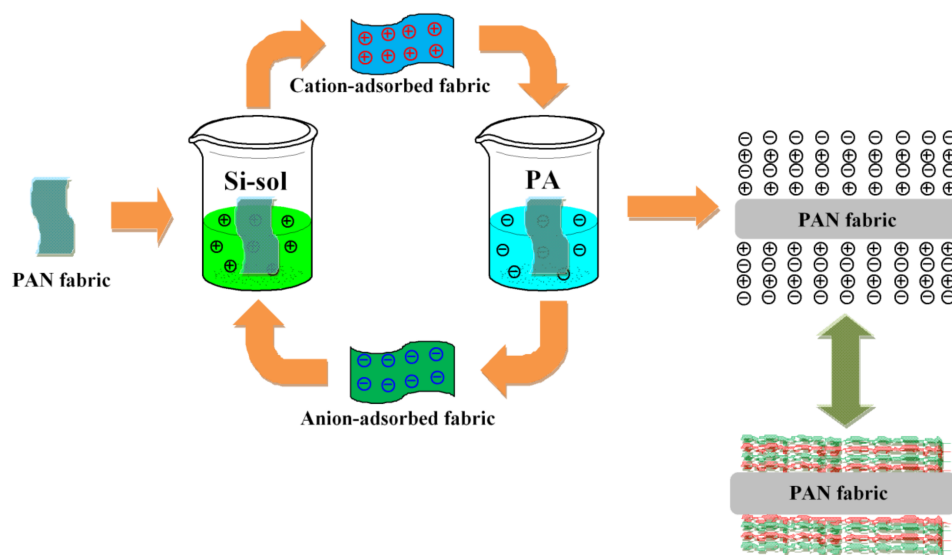 Cation-adsorbed fabric
Si-sol
PA
PAN fabric
PAN fabric
Anion-adsorbed fabric
PAN fabric